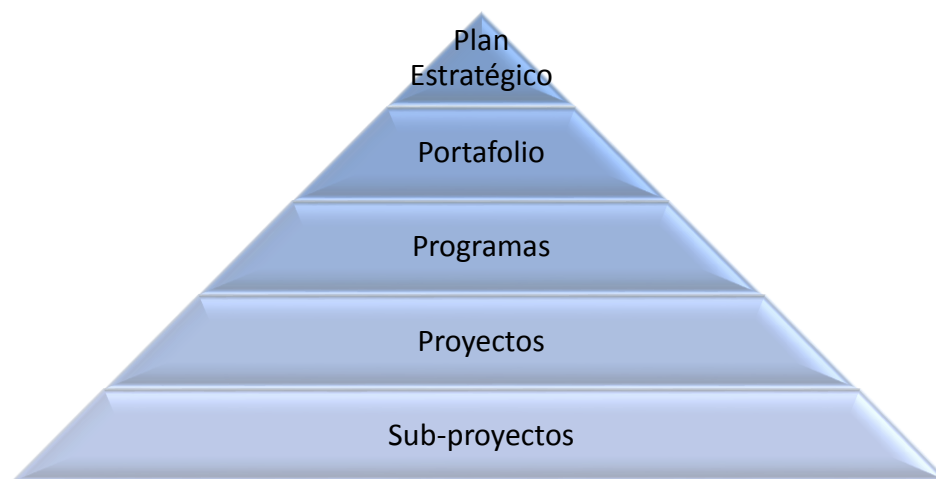 Plan
Estratégico
Portafolio
Programas
Proyectos
Sub-proyectos